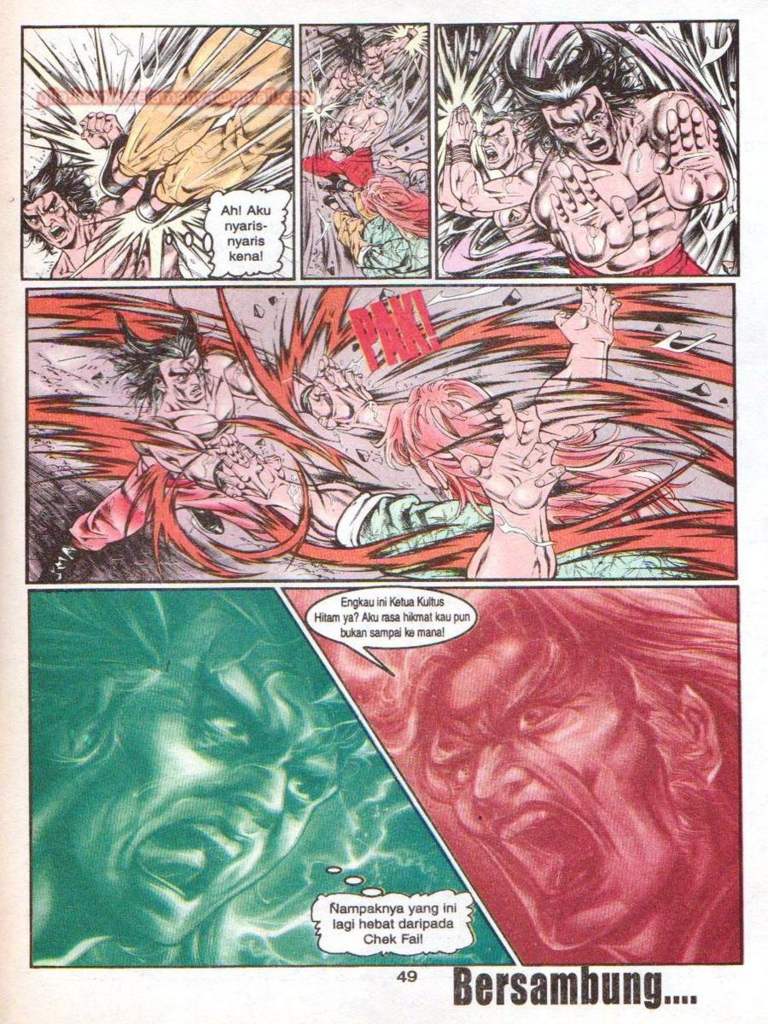 Ah! Aku
nyaris-
nyaris
kena!
PAK!
Engkau ini Ketua Kultus
Hitam ya? Aku rasa hikmat kau pun
bukan sampai ke mana!
Nampaknya yang ini
lagi hebat daripada
Chek Fai!
49
Bersambung....